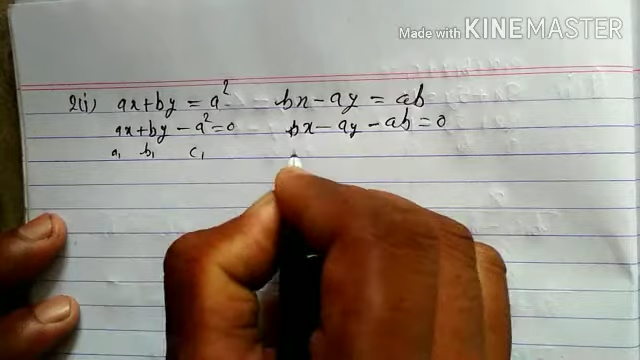 Made with KINEMASTER
2(i) ax+by = a² bx-ay = ab
ax+by-a²=0 bx-ay-ab=0
a₁ b₁ c₁